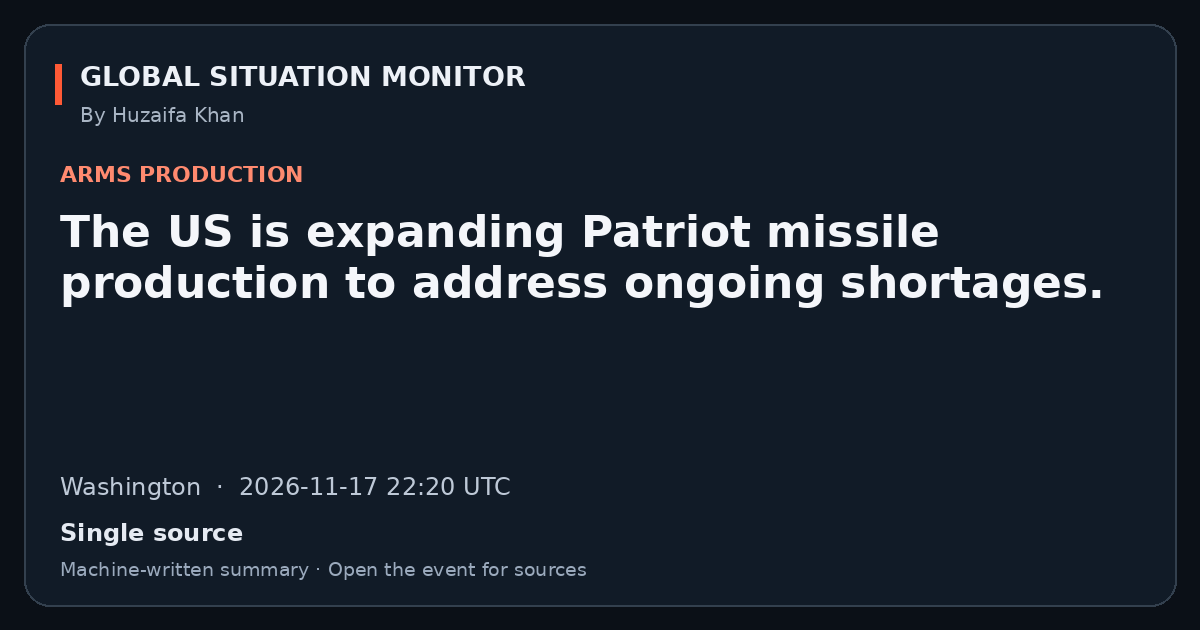 GLOBAL SITUATION MONITOR
By Huzaifa Khan
ARMS PRODUCTION
The US is expanding Patriot missile
production to address ongoing shortages.
Washington · 2026-11-17 22:20 UTC
Single source
Machine-written summary · Open the event for sources